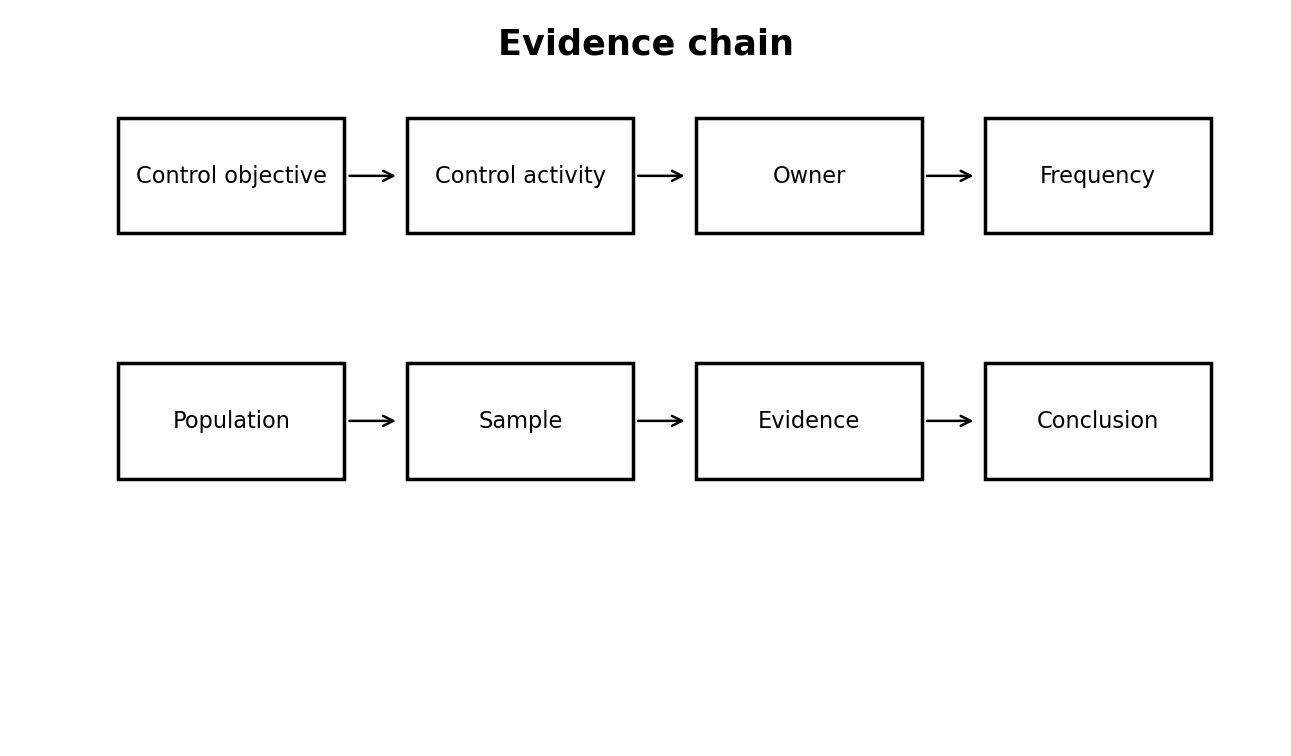 Evidence chain
Control objective
Control activity
Owner
Frequency
Population
Sample
Evidence
Conclusion